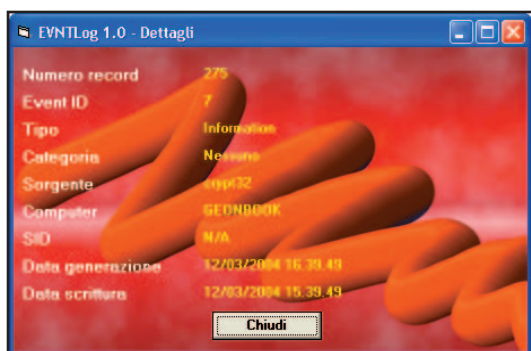 EVNTLog 1.0 - Dettagli
Numero record 275
Event ID 7
Tipo Information
Categoria Nessuno
Sorgente crypt32
Computer GEONBOOK
SID N/A
Data generazione 12/03/2004 16.39.49
Data scrittura 12/03/2004 15.39.49
Chiudi